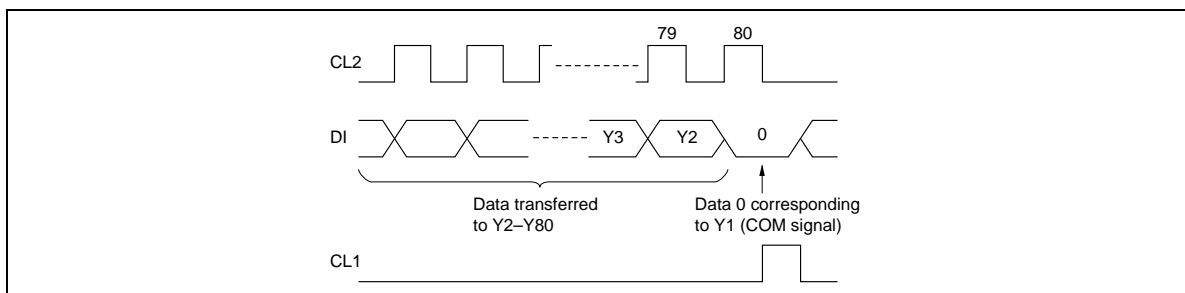 79 80
CL2
DI
Y3 Y2 0
Data transferred
to Y2–Y80
Data 0 corresponding
to Y1 (COM signal)
CL1